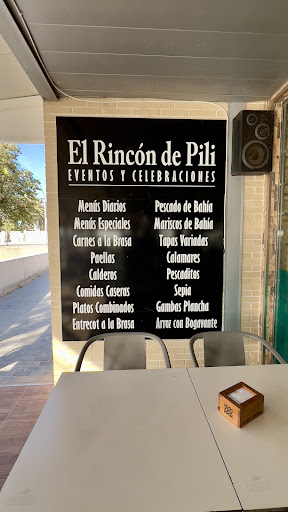 El Rincón de Pili
EVENTOS Y CELEBRACIONES
Menús Diarios
Menús Especiales
Carnes a la Brasa
Paellas
Calderos
Comidas Caseras
Platos Combinados
Entrecot a la Brasa
Pescado de Bahía
Mariscos de Bahía
Tapas Variadas
Calamares
Pescaditos
Sepia
Gambas Plancha
Arroz con Bogavante